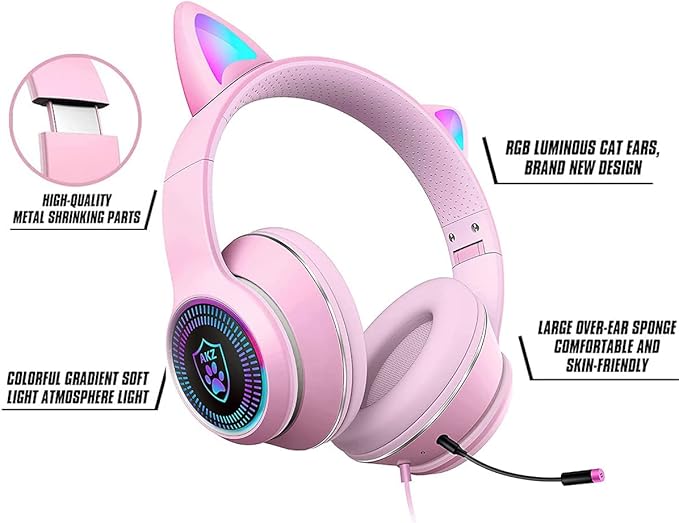 HIGH-QUALITY
METAL SHRINKING PARTS
RGB LUMINOUS CAT EARS,
BRAND NEW DESIGN
COLORFUL GRADIENT SOFT
LIGHT ATMOSPHERE LIGHT
AKZ
LARGE OVER-EAR SPONGE
COMFORTABLE AND
SKIN-FRIENDLY